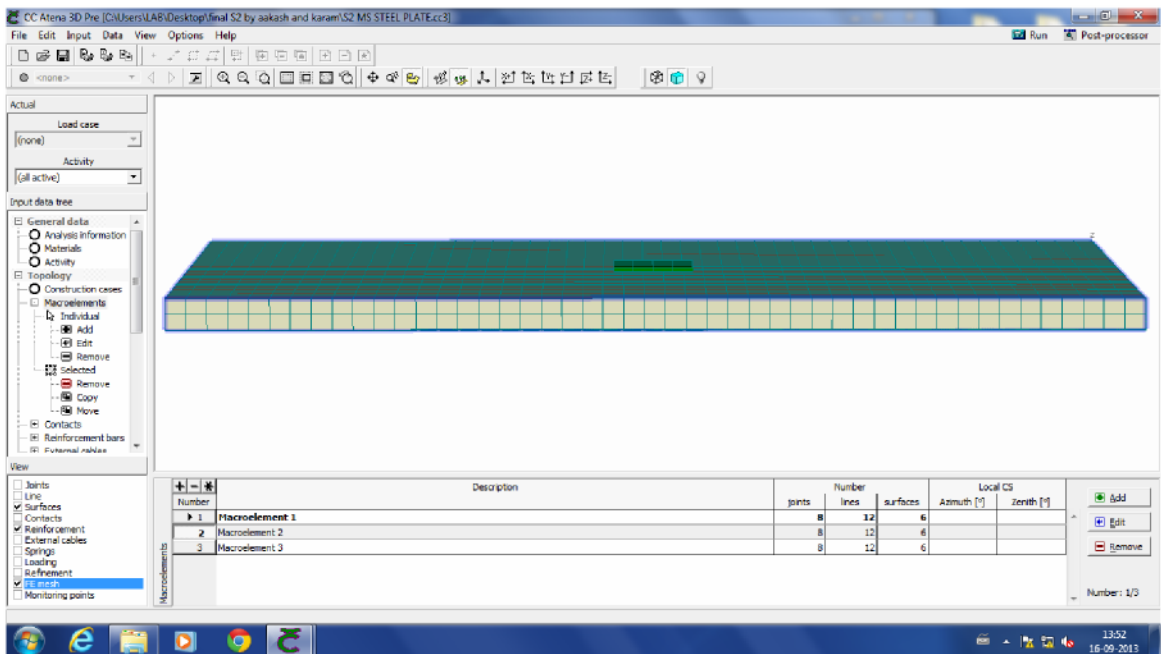 CC Atena 3D Pre [C:\Users\LAB\Desktop\final S2 by aakash and karam\S2 MS STEEL PLATE.cc3]
File Edit Input Data View Options Help
Run Post-processor
<none>
Actual
Load case
(none)
Activity
(all active)
Input data tree
General data
Analysis information
Materials
Activity
Topology
Construction cases
Macroelements
Individual
Add
Edit
Remove
Selected
Remove
Copy
Move
Contacts
Reinforcement bars
External cables
View
Joints
Line
Surfaces
Contacts
Reinforcement
External cables
Springs
Loading
Refinement
FE mesh
Monitoring points
Macroelements
Description Number Local CS
Number joints lines surfaces Azimuth [°] Zenith [°]
1 Macroelement 1 8 12 6
2 Macroelement 2 8 12 6
3 Macroelement 3 8 12 6
Add
Edit
Remove
Number: 1/3
z
13:52
16-09-2013